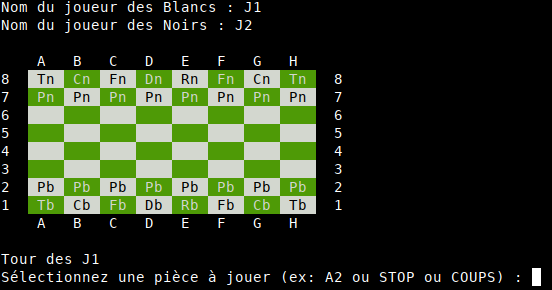 Nom du joueur des Blancs : J1
Nom du joueur des Noirs : J2
A B C D E F G H
8 Tn Cn Fn Dn Rn Fn Cn Tn 8
7 Pn Pn Pn Pn Pn Pn Pn Pn 7
6 6
5 5
4 4
3 3
2 Pb Pb Pb Pb Pb Pb Pb Pb 2
1 Tb Cb Fb Db Rb Fb Cb Tb 1
A B C D E F G H
Tour des J1
Sélectionnez une pièce à jouer (ex: A2 ou STOP ou COUPS) :